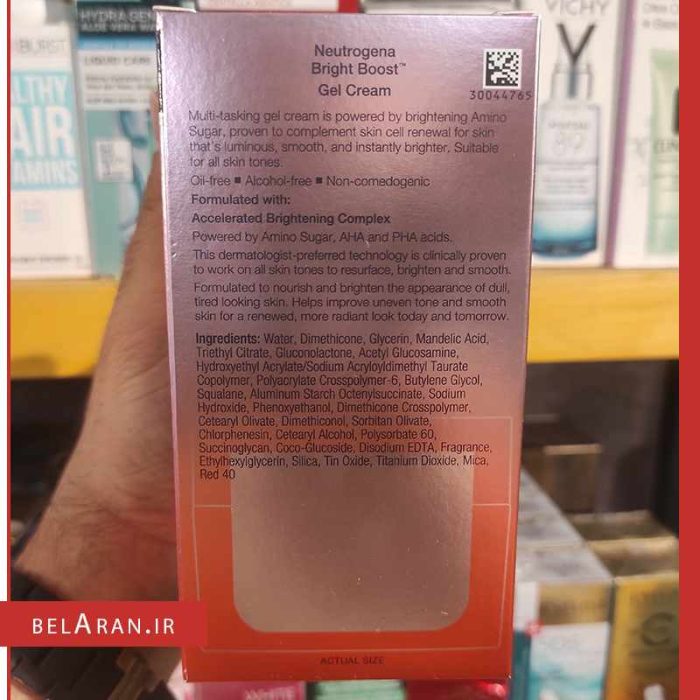 Neutrogena
Bright Boost™
Gel Cream
30044765
Multi-tasking gel cream is powered by brightening Amino
Sugar, proven to complement skin cell renewal for skin
that's luminous, smooth, and instantly brighter. Suitable
for all skin tones.
Oil-free ■ Alcohol-free ■ Non-comedogenic
Formulated with:
Accelerated Brightening Complex
Powered by Amino Sugar, AHA and PHA acids.
This dermatologist-preferred technology is clinically proven
to work on all skin tones to resurface, brighten and smooth.
Formulated to nourish and brighten the appearance of dull,
tired looking skin. Helps improve uneven tone and smooth
skin for a renewed, more radiant look today and tomorrow.
Ingredients: Water, Dimethicone, Glycerin, Mandelic Acid,
Triethyl Citrate, Gluconolactone, Acetyl Glucosamine,
Hydroxyethyl Acrylate/Sodium Acryloyldimethyl Taurate
Copolymer, Polyacrylate Crosspolymer-6, Butylene Glycol,
Squalane, Aluminum Starch Octenylsuccinate, Sodium
Hydroxide, Phenoxyethanol, Dimethicone Crosspolymer,
Cetearyl Olivate, Dimethiconol, Sorbitan Olivate,
Chlorphenesin, Cetearyl Alcohol, Polysorbate 60,
Succinoglycan, Coco-Glucoside, Disodium EDTA, Fragrance,
Ethylhexylglycerin, Silica, Tin Oxide, Titanium Dioxide, Mica,
Red 40
ACTUAL SIZE
VICHY
89
BELARAN.IR